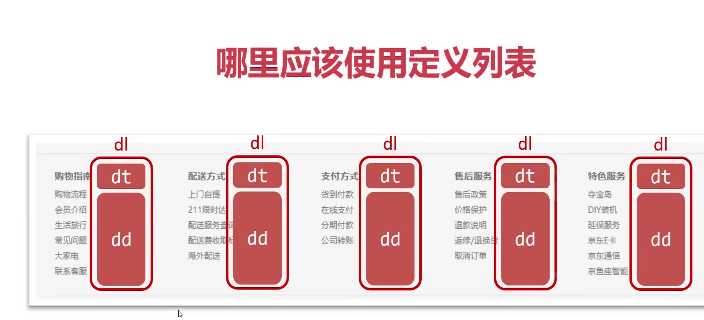 哪里应该使用定义列表
dl dl dl dl dl
购物指南 dt 配送方式 dt 支付方式 dt 售后服务 dt 特色服务 dt
购物流程 上门自提 货到付款 售后政策 夺宝岛
会员介绍 211限时达 在线支付 价格保护 DIY装机
生活旅行 配送服务查询 分期付款 退款说明 延保服务
常见问题 dd 配送费收取标 dd 公司转账 dd 返修/退换货 dd 京东E卡 dd
大家电 海外配送 取消订单 京东通信
联系客服 京鱼座智能